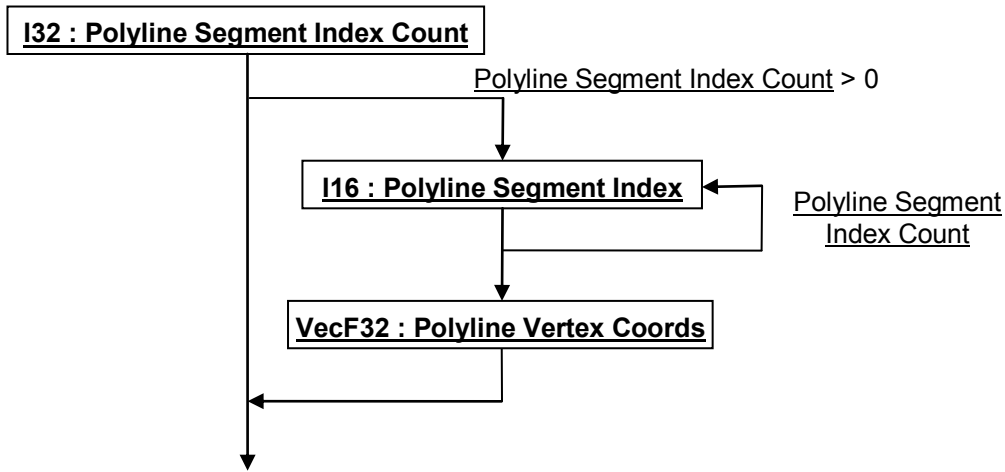 I32 : Polyline Segment Index Count
Polyline Segment Index Count > 0
I16 : Polyline Segment Index
Polyline Segment
Index Count
VecF32 : Polyline Vertex Coords